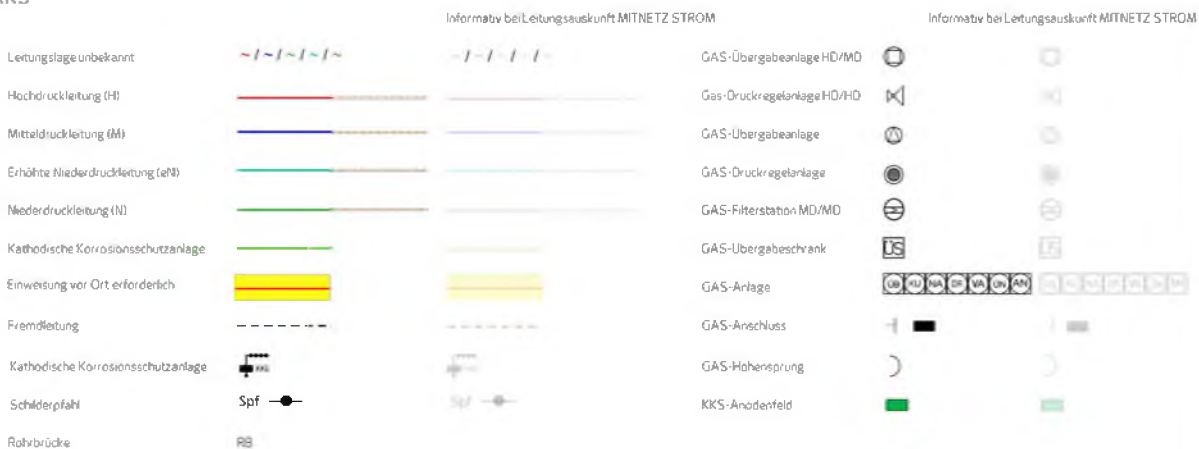 Informativ bei Leitungsauskunft MITNETZ STROM
Informativ bei Leitungsauskunft MITNETZ STROM
Leitungslage unbekannt
GAS-Übergabeanlage HD/MD
Hochdruckleitung (H)
Gas-Druckregelanlage HD/HD
Mitteldruckleitung (M)
GAS-Übergabeanlage
Erhöhte Niederdruckleitung (eN)
GAS-Druckregelanlage
Niederdruckleitung (N)
GAS-Filterstation MD/MD
Kathodische Korrosionsschutzanlage
GAS-Übergabeschrank ÜS
Einweisung vor Ort erforderlich
GAS-Anlage ÜB KU NA DF VA ON AN
Fremdleitung
GAS-Anschluss
Kathodische Korrosionsschutzanlage KKS
GAS-Höhensprung
Schilderpfahl Spf Spf
KKS-Anodenfeld
Rohrbrücke RB